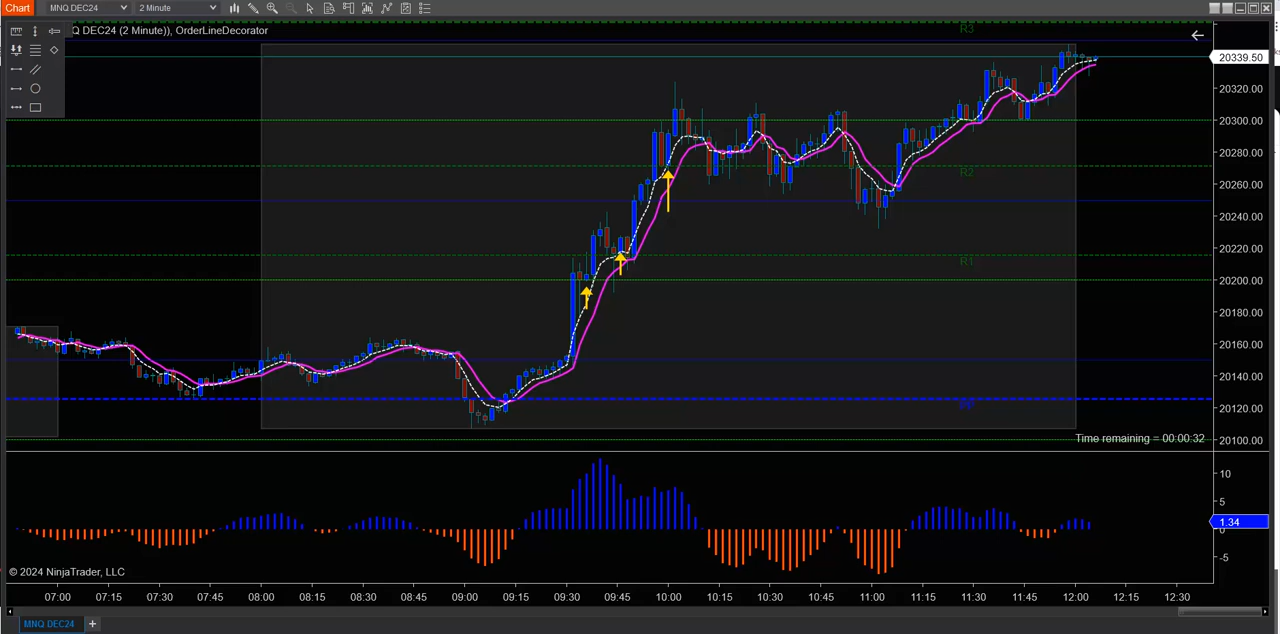 Chart MNQ DEC24 2 Minute
Q DEC24 (2 Minute)), OrderLineDecorator
R3
20339.50
20320.00
20300.00
20280.00
R2
20260.00
20240.00
20220.00
R1
20200.00
20180.00
20160.00
20140.00
PP
20120.00
Time remaining = 00:00:32
20100.00
10
5
1.34
0
-5
© 2024 NinjaTrader, LLC
07:00 07:15 07:30 07:45 08:00 08:15 08:30 08:45 09:00 09:15 09:30 09:45 10:00 10:15 10:30 10:45 11:00 11:15 11:30 11:45 12:00 12:15 12:30
MNQ DEC24 +